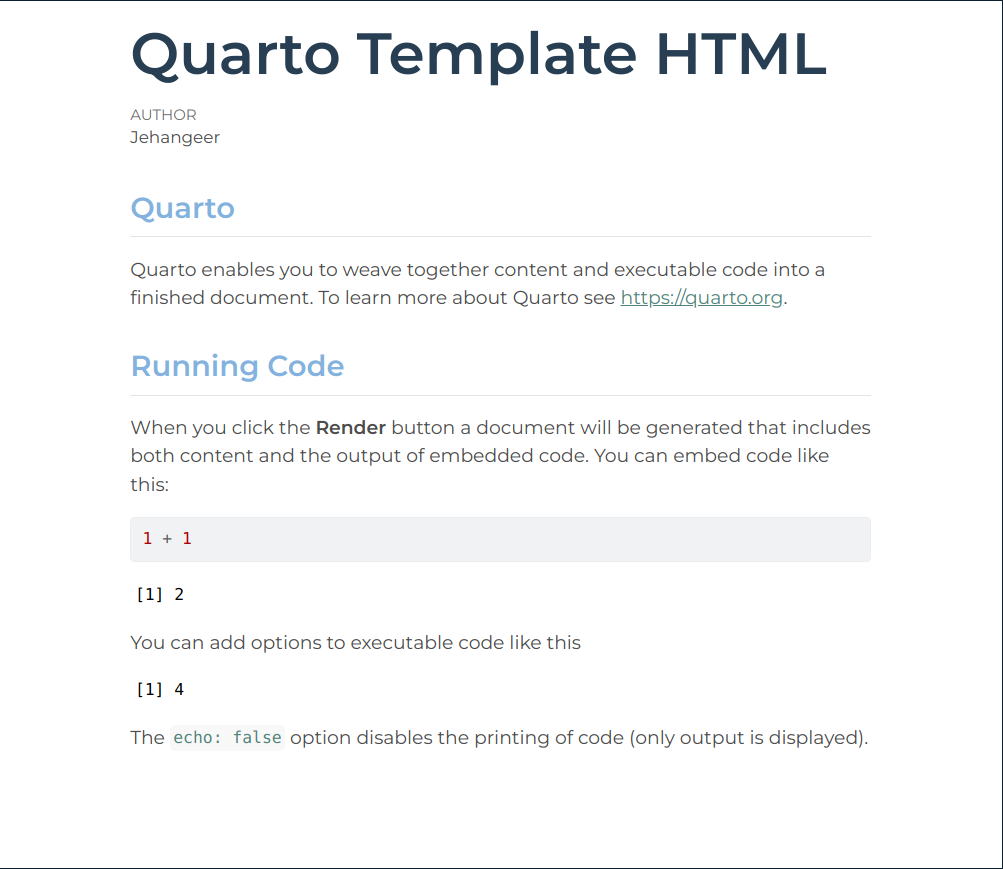 Quarto Template HTML
AUTHOR
Jehangeer
Quarto
Quarto enables you to weave together content and executable code into a
finished document. To learn more about Quarto see https://quarto.org.
Running Code
When you click the Render button a document will be generated that includes
both content and the output of embedded code. You can embed code like
this:
1 + 1
[1] 2
You can add options to executable code like this
[1] 4
The echo: false option disables the printing of code (only output is displayed).